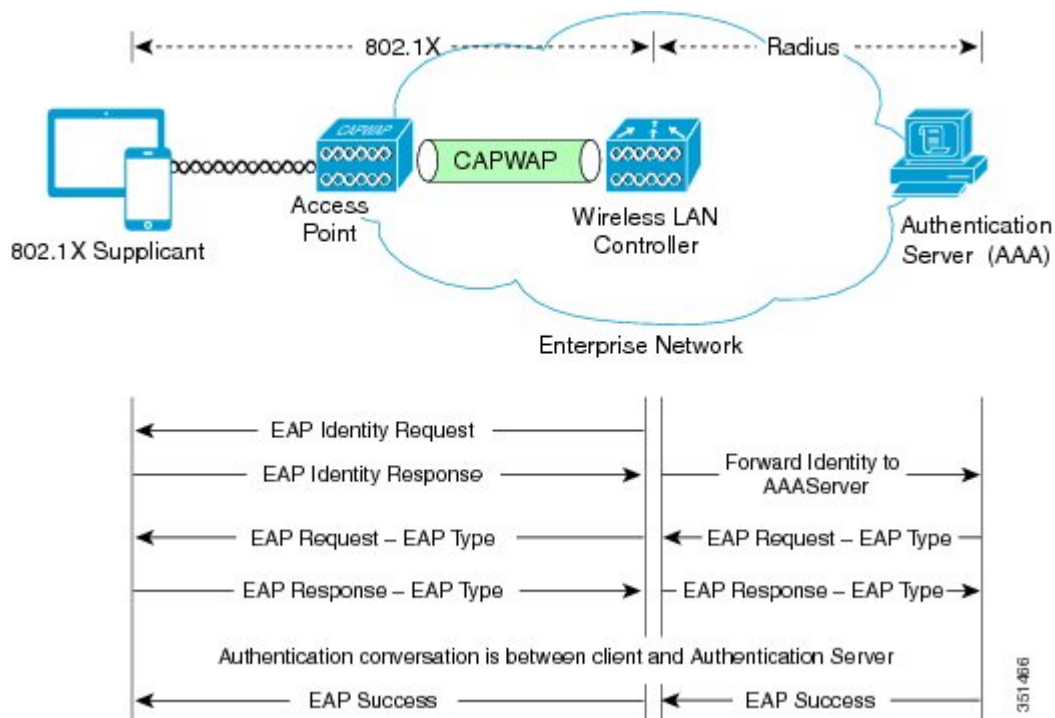 802.1X
Radius
CAPWAP
CAPWAP
Access
Point
Wireless LAN
Controller
802.1X Supplicant
Authentication
Server (AAA)
Enterprise Network
EAP Identity Request
EAP Identity Response
Forward Identity to
AAAServer
EAP Request – EAP Type
EAP Request – EAP Type
EAP Response – EAP Type
EAP Response – EAP Type
Authentication conversation is between client and Authentication Server
EAP Success
EAP Success
351466